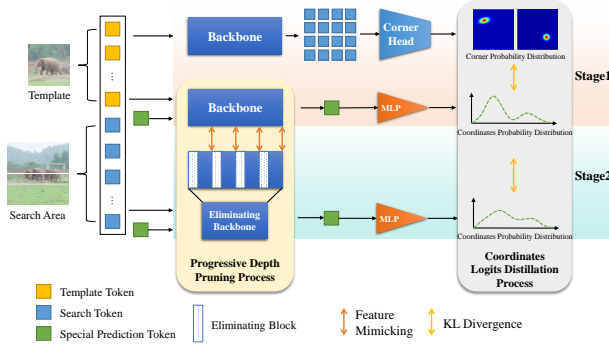 Template
Search Area
Backbone
Corner
Head
Corner Probability Distribution
Stage1
Backbone
MLP
Coordinates Probability Distribution
Stage2
Eliminating
Backbone
MLP
Coordinates Probability Distribution
Progressive Depth
Pruning Process
Coordinates
Logits Distillation
Process
Template Token
Search Token
Special Prediction Token
Eliminating Block
Feature
Mimicking
KL Divergence